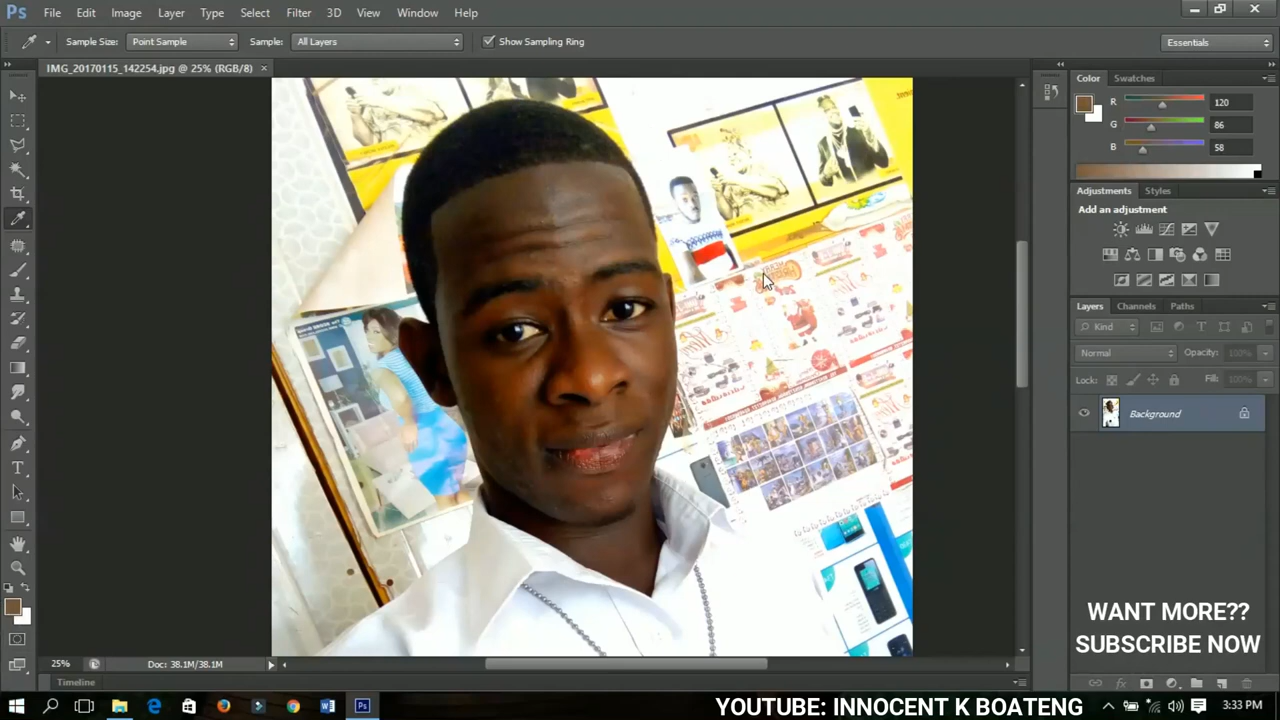 Ps File Edit Image Layer Type Select Filter 3D View Window Help
Sample Size: Point Sample Sample: All Layers Show Sampling Ring Essentials
IMG_20170115_142254.jpg @ 25% (RGB/8) ×
Color Swatches
R 120
G 86
B 58
Adjustments Styles
Add an adjustment
Layers Channels Paths
Kind
Normal Opacity: 100%
Lock: Fill: 100%
Background
WANT MORE??
SUBSCRIBE NOW
25% Doc: 38.1M/38.1M
Timeline
YOUTUBE: INNOCENT K BOATENG
3:33 PM